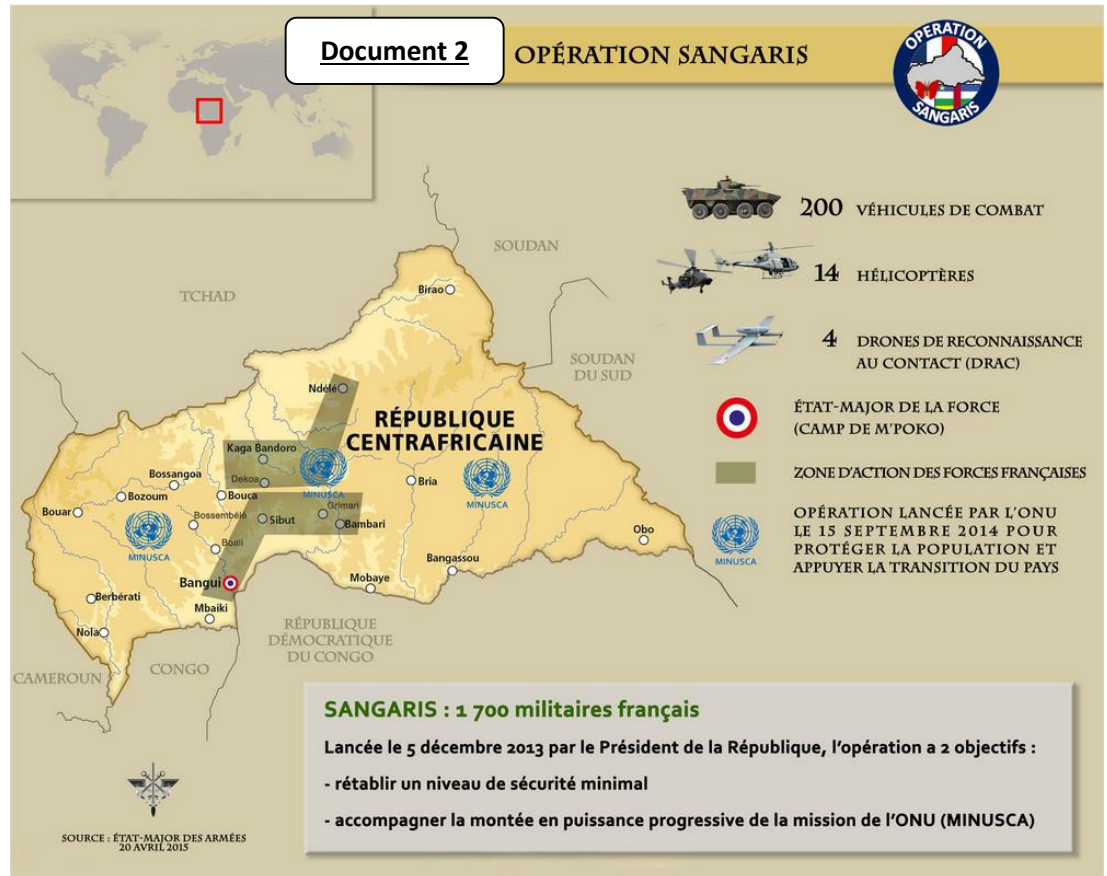 Document 2
OPÉRATION SANGARIS
OPERATION
SANGARIS
200 VÉHICULES DE COMBAT
14 HÉLICOPTÈRES
4 DRONES DE RECONNAISSANCE
AU CONTACT (DRAC)
ÉTAT-MAJOR DE LA FORCE
(CAMP DE M'POKO)
ZONE D'ACTION DES FORCES FRANÇAISES
OPÉRATION LANCÉE PAR L'ONU
LE 15 SEPTEMBRE 2014 POUR
PROTÉGER LA POPULATION ET
APPUYER LA TRANSITION DU PAYS
MINUSCA
SOUDAN
TCHAD
Birao
SOUDAN
DU SUD
Ndélé
RÉPUBLIQUE
CENTRAFRICAINE
Kaga Bandoro
Dekoa
MINUSCA
Bossangoa
Bozoum
Bouca
Bria
MINUSCA
Bouar
Bossembélé
Sibut
Grimari
Bambari
MINUSCA
Boali
Obo
Bangui
Bangassou
Mobaye
Berbérati
Mbaiki
Nola
RÉPUBLIQUE
DÉMOCRATIQUE
DU CONGO
CONGO
CAMEROUN
SANGARIS : 1 700 militaires français
Lancée le 5 décembre 2013 par le Président de la République, l'opération a 2 objectifs :
- rétablir un niveau de sécurité minimal
- accompagner la montée en puissance progressive de la mission de l'ONU (MINUSCA)
SOURCE : ÉTAT-MAJOR DES ARMÉES
20 AVRIL 2015